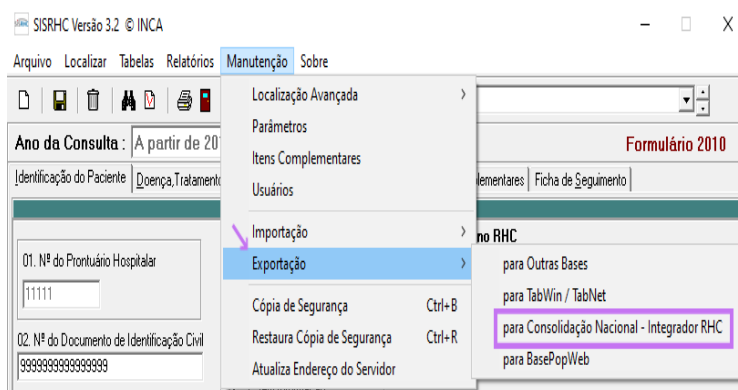 SISRHC Versão 3.2 © INCA
Arquivo Localizar Tabelas Relatórios Manutenção Sobre
Ano da Consulta : A partir de 20
Formulário 2010
Identificação do Paciente Doença,Tratamento
lementares Ficha de Seguimento
no RHC
01. Nº do Prontuário Hospitalar
11111
02. Nº do Documento de Identificação Civil
9999999999999999
Localização Avançada
Parâmetros
Itens Complementares
Usuários
Importação
Exportação
Cópia de Segurança Ctrl+B
Restaura Cópia de Segurança Ctrl+R
Atualiza Endereço do Servidor
para Outras Bases
para TabWin / TabNet
para Consolidação Nacional - Integrador RHC
para BasePopWeb